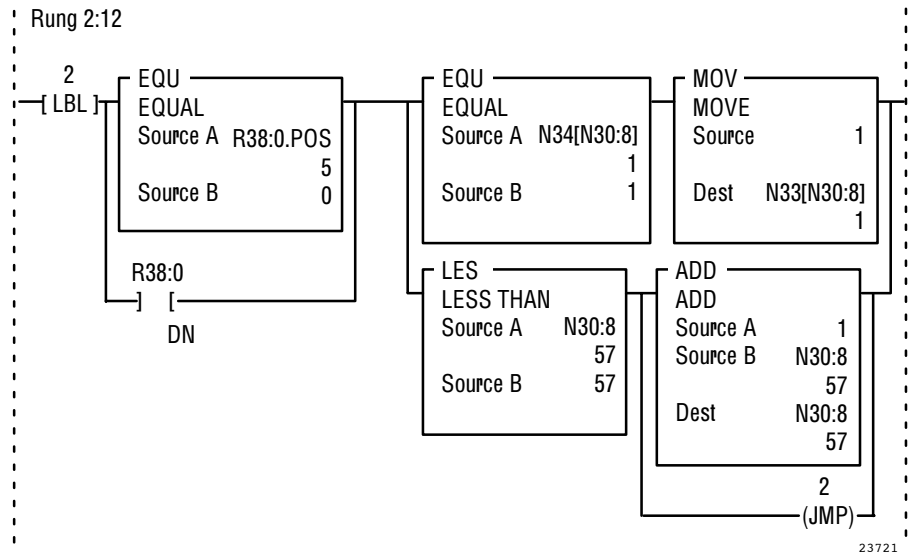 Rung 2:12
2
[ LBL ]
EQU
EQUAL
Source A R38:0.POS
5
Source B 0
R38:0
] [
DN
EQU
EQUAL
Source A N34[N30:8]
1
Source B 1
MOV
MOVE
Source 1
Dest N33[N30:8]
1
LES
LESS THAN
Source A N30:8
57
Source B 57
ADD
ADD
Source A 1
Source B N30:8
57
Dest N30:8
57
2
(JMP)
23721